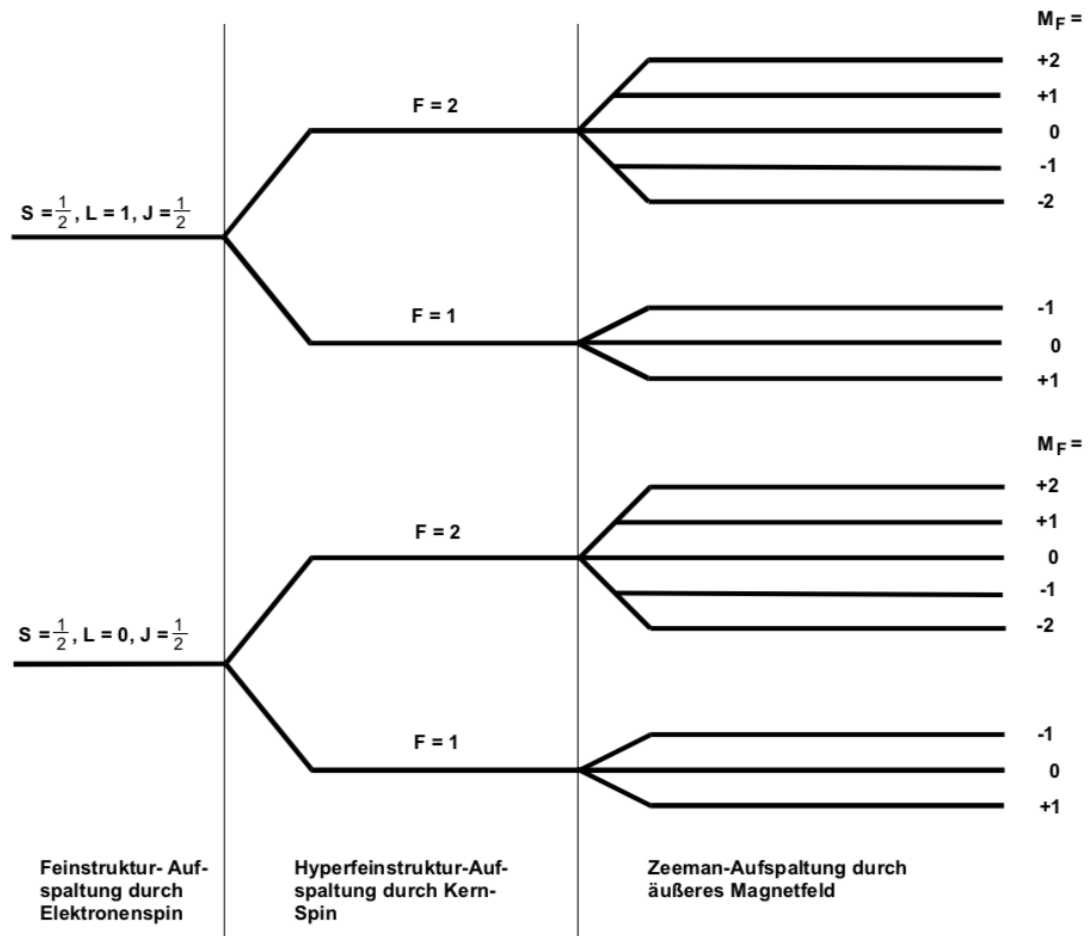 M_F =
+2
+1
F = 2
0
-1
S = 1/2 , L = 1, J = 1/2
-2
F = 1
-1
0
+1
M_F =
+2
+1
F = 2
0
-1
S = 1/2 , L = 0, J = 1/2
-2
F = 1
-1
0
+1
Feinstruktur- Auf-
spaltung durch
Elektronenspin
Hyperfeinstruktur-Auf-
spaltung durch Kern-
Spin
Zeeman-Aufspaltung durch
äußeres Magnetfeld